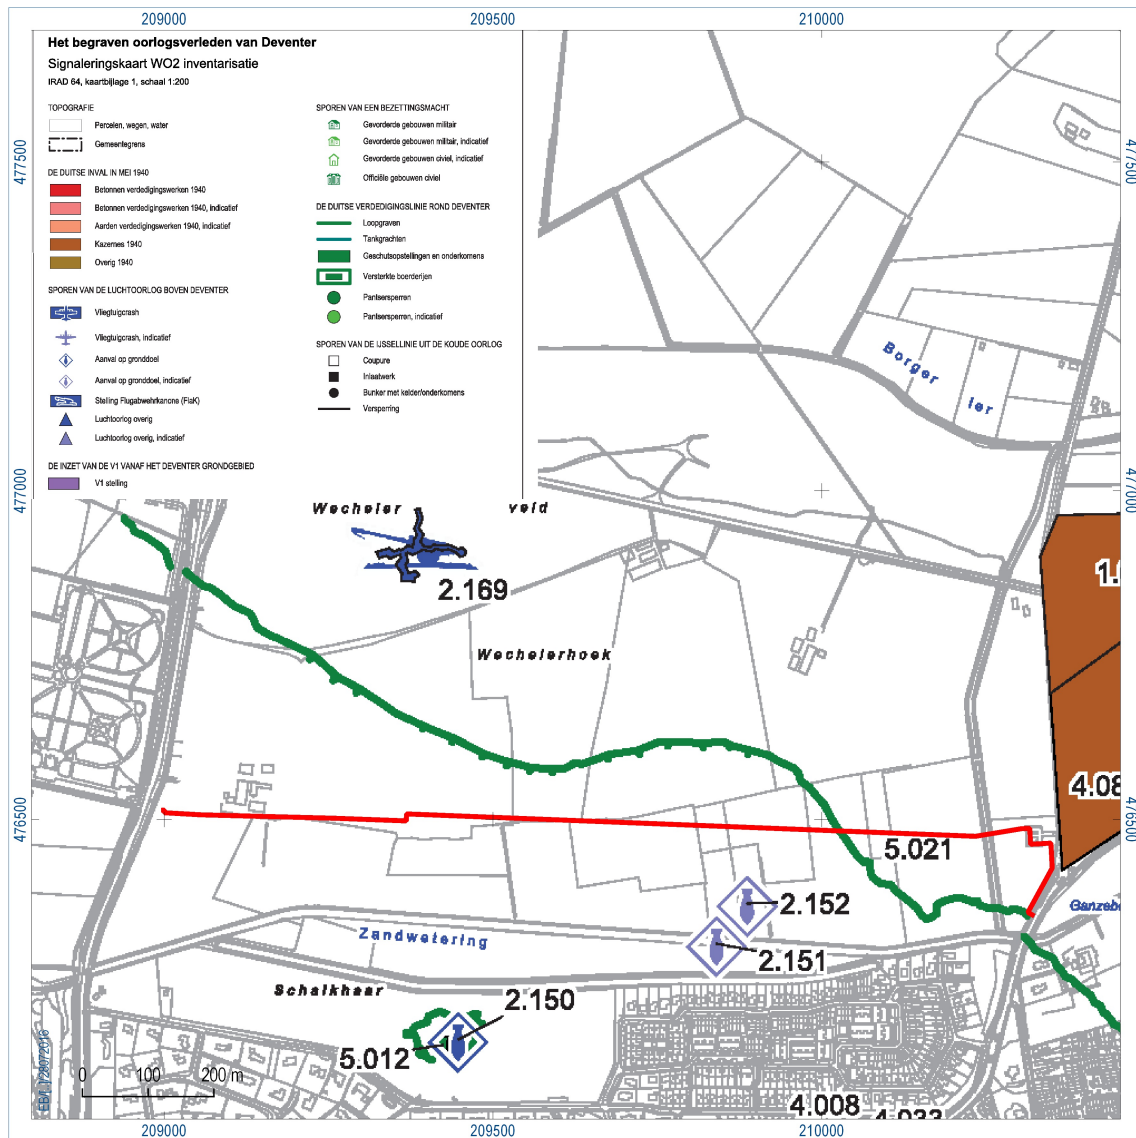 209000
209500
210000
Het begraven oorlogsverleden van Deventer
Signaleringskaart WO2 inventarisatie
IRAD 64, kaartbijlage 1, schaal 1:200
TOPOGRAFIE
Percelen, wegen, water
Gemeentegrens
DE DUITSE INVAL IN MEI 1940
Betonnen verdedigingswerken 1940
Betonnen verdedigingswerken 1940, indicatief
Aarden verdedigingswerken 1940, indicatief
Kazernes 1940
Overig 1940
SPOREN VAN DE LUCHTOORLOG BOVEN DEVENTER
Vliegtuigcrash
Vliegtuigcrash, indicatief
Aanval op gronddoel
Aanval op gronddoel, indicatief
Stelling Flugabwehrkanone (FlaK)
Luchtoorlog overig
Luchtoorlog overig, indicatief
DE INZET VAN DE V1 VANAF HET DEVENTER GRONDGEBIED
V1 stelling
SPOREN VAN EEN BEZETTINGSMACHT
Gevorderde gebouwen militair
Gevorderde gebouwen militair, indicatief
Gevorderde gebouwen civiel, indicatief
Officiële gebouwen civiel
DE DUITSE VERDEDIGINGSLINIE ROND DEVENTER
Loopgraven
Tankgrachten
Geschutsopstellingen en onderkomens
Versterkte boerderijen
Pantsersperren
Pantsersperren, indicatief
SPOREN VAN DE IJSSELLINIE UIT DE KOUDE OORLOG
Coupure
Inlaatwerk
Bunker met kelder/onderkomens
Versperring
477500
477500
Borger
ler
477000
477000
Wecheler veld
2.169
1.
Wechelerhoek
4.08
476500
476500
5.021
2.152
Ganzeb
Zandwetering
2.151
Schalkhaar
2.150
5.012
0 100 200 m
4.008
4.033
209000
209500
210000